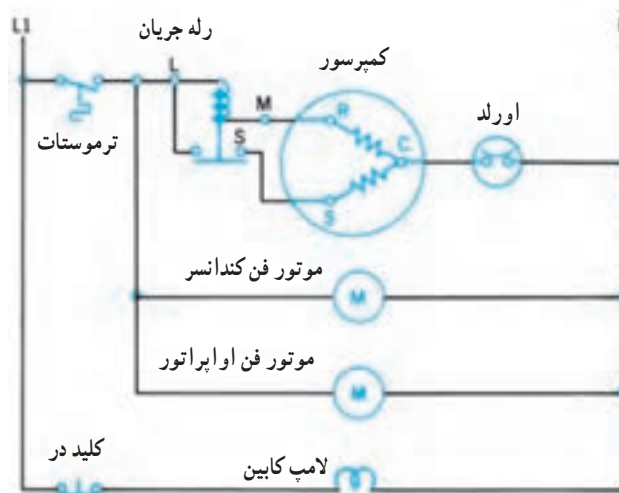 رله جریان
L1
کمپرسور
L
M
R
اورلد
ترموستات
S
C
S
موتور فن کندانسر
M
موتور فن اواپراتور
M
کلید در
لامپ کابین